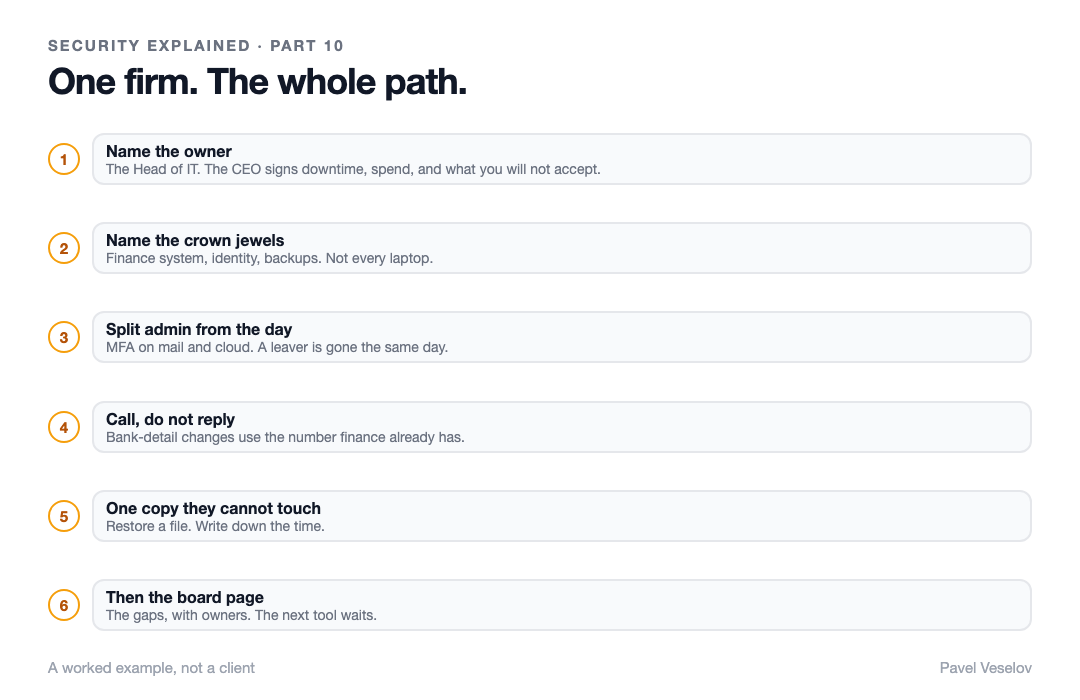 SECURITY EXPLAINED · PART 10
One firm. The whole path.
1
Name the owner
The Head of IT. The CEO signs downtime, spend, and what you will not accept.
2
Name the crown jewels
Finance system, identity, backups. Not every laptop.
3
Split admin from the day
MFA on mail and cloud. A leaver is gone the same day.
4
Call, do not reply
Bank-detail changes use the number finance already has.
5
One copy they cannot touch
Restore a file. Write down the time.
6
Then the board page
The gaps, with owners. The next tool waits.
A worked example, not a client
Pavel Veselov